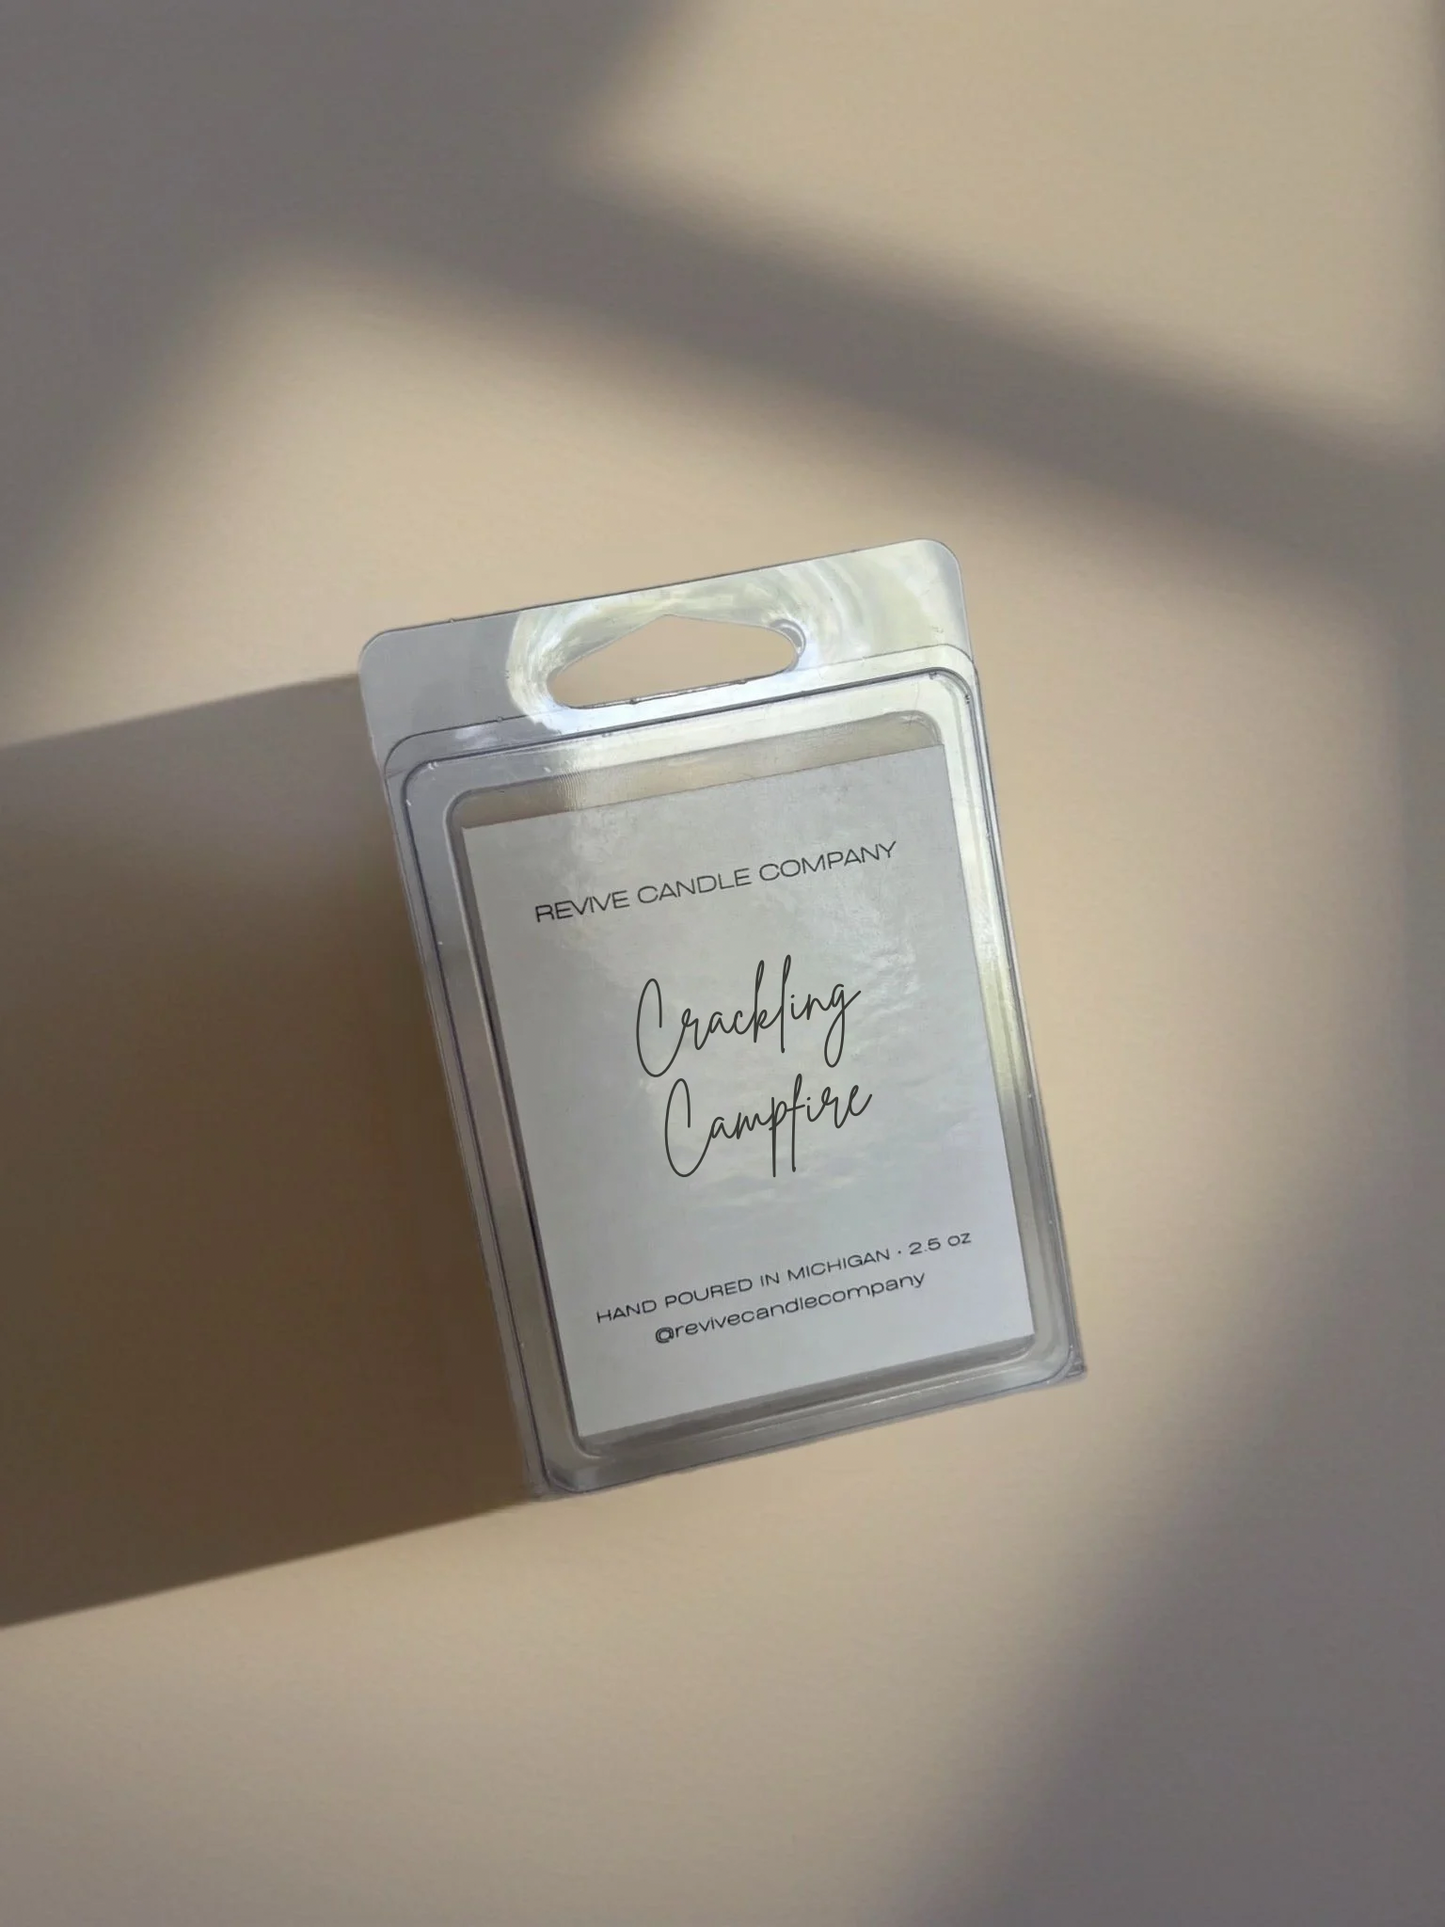 REVIVE CANDLE COMPANY
Crackling
Campfire
HAND POURED IN MICHIGAN · 2.5 oz
@revivecandlecompany